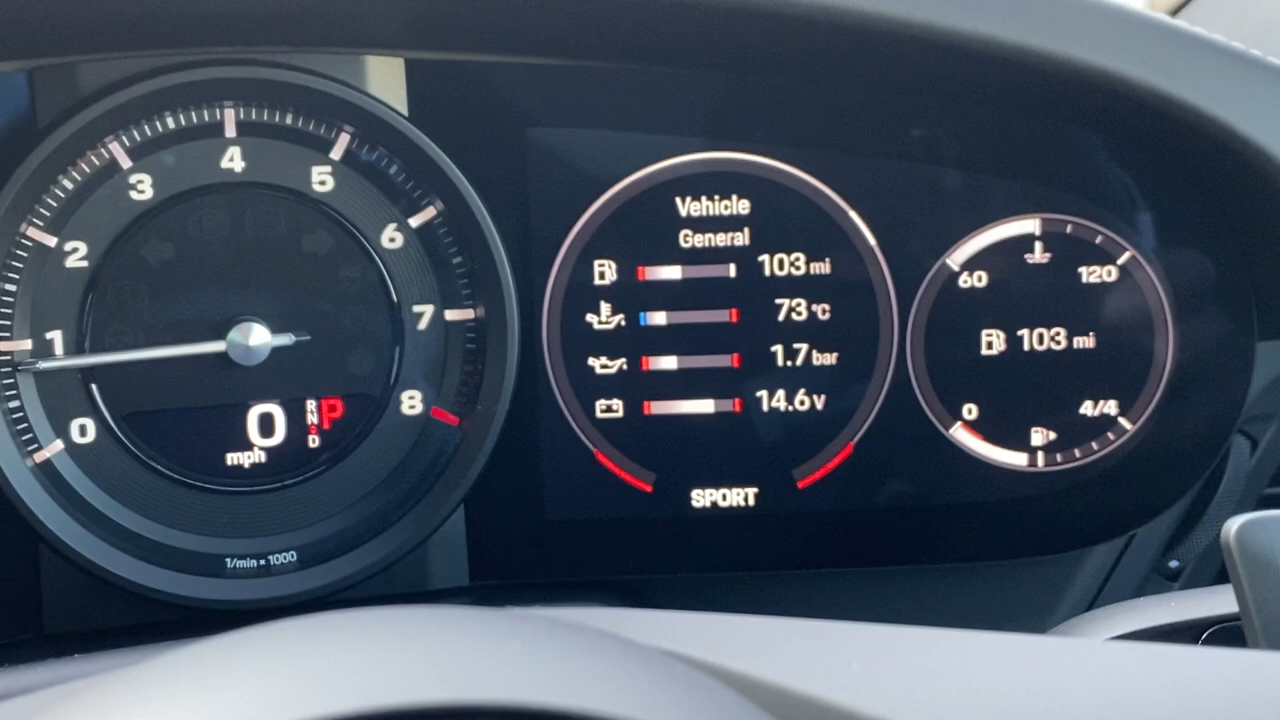 0
1
2
3
4
5
6
7
8
0
mph
R
N
D
P
1/min × 1000
Vehicle
General
103 mi
73 °C
1.7 bar
14.6 V
SPORT
60
120
103 mi
0
4/4